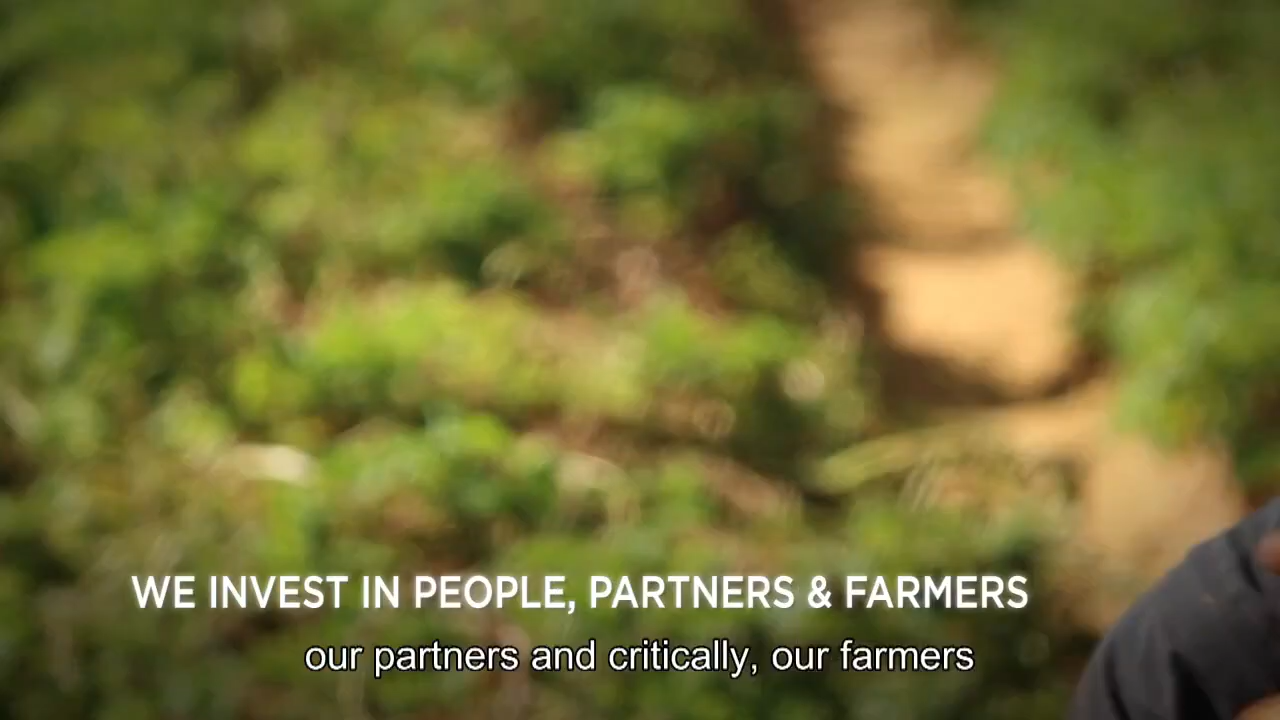 WE INVEST IN PEOPLE, PARTNERS & FARMERS
our partners and critically, our farmers